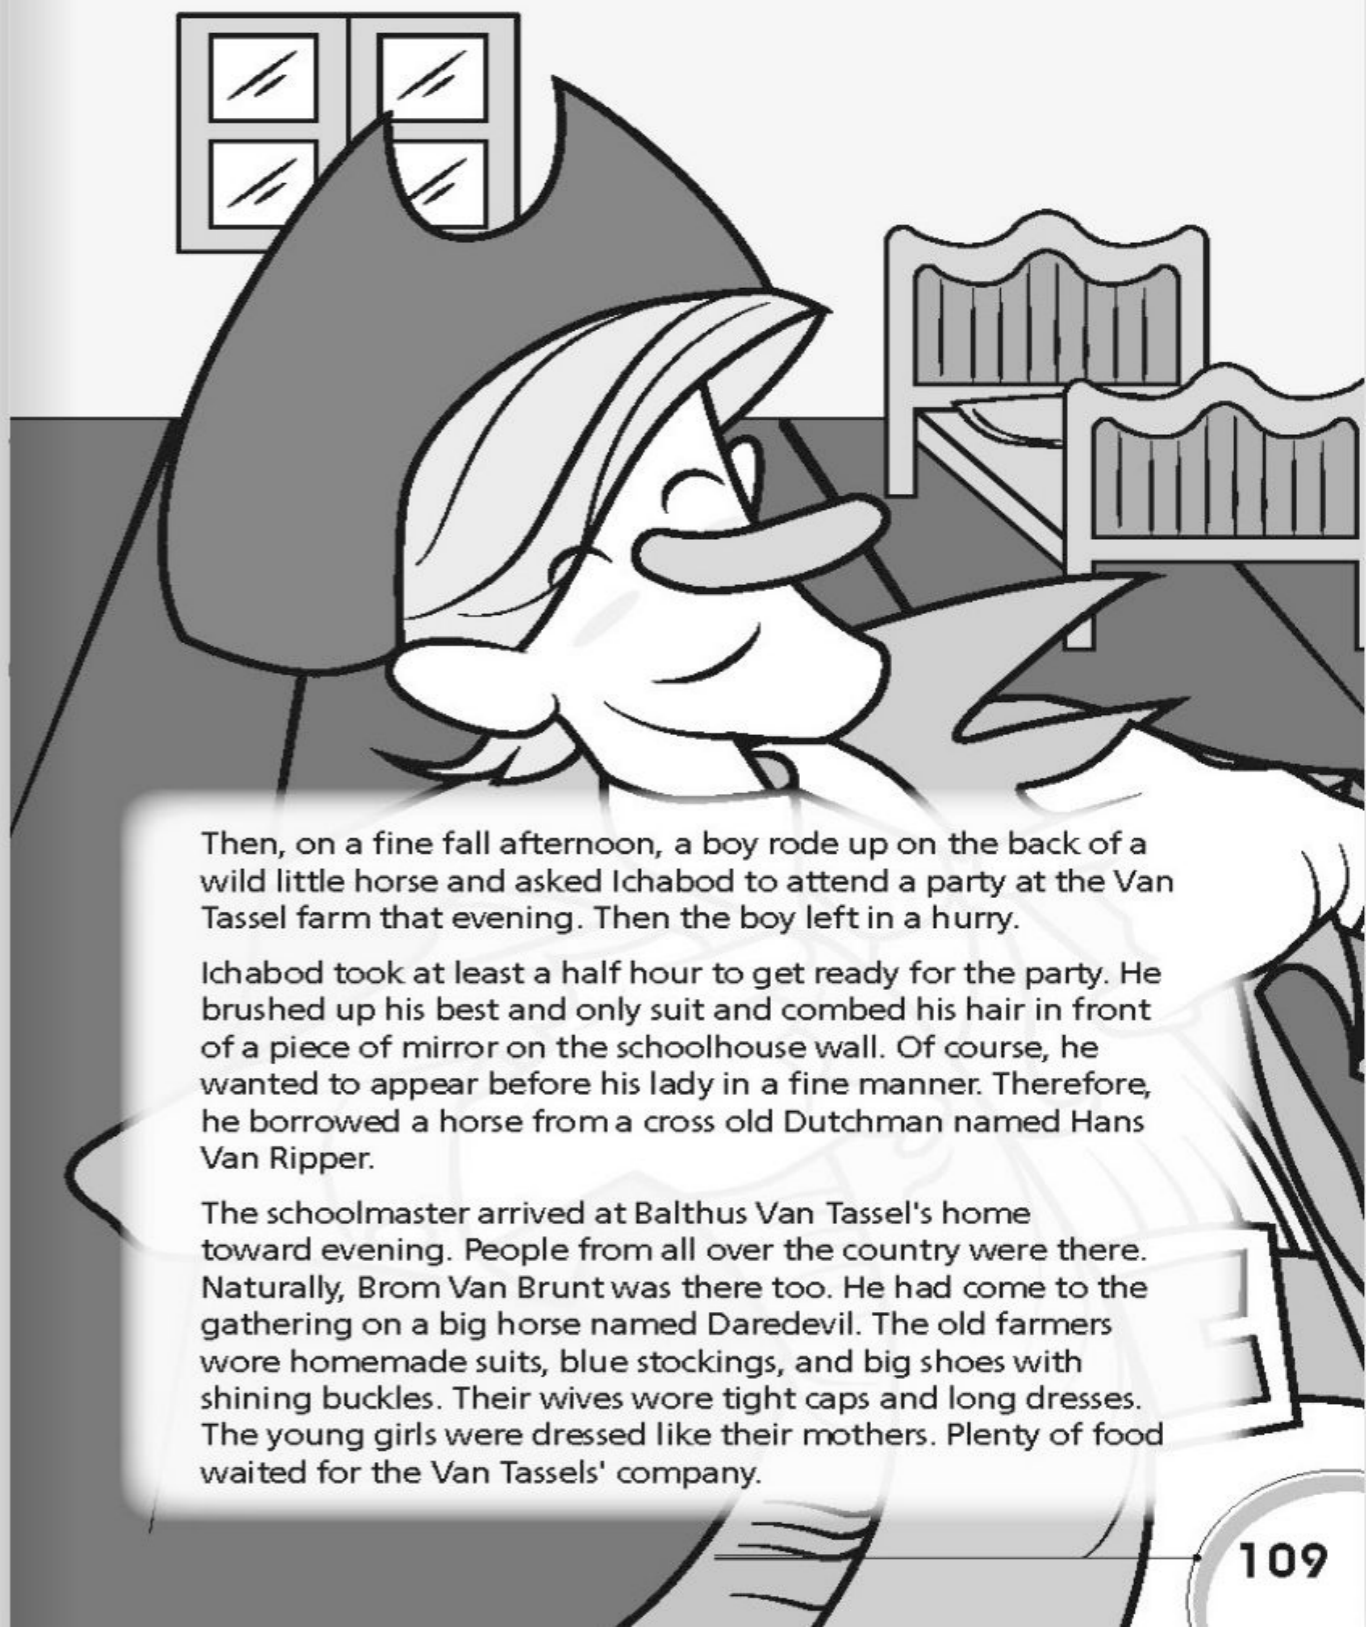 Then, on a fine fall afternoon, a boy rode up on the back of a
wild little horse and asked Ichabod to attend a party at the Van
Tassel farm that evening. Then the boy left in a hurry.
Ichabod took at least a half hour to get ready for the party. He
brushed up his best and only suit and combed his hair in front
of a piece of mirror on the schoolhouse wall. Of course, he
wanted to appear before his lady in a fine manner. Therefore,
he borrowed a horse from a cross old Dutchman named Hans
Van Ripper.
The schoolmaster arrived at Balthus Van Tassel's home
toward evening. People from all over the country were there.
Naturally, Brom Van Brunt was there too. He had come to the
gathering on a big horse named Daredevil. The old farmers
wore homemade suits, blue stockings, and big shoes with
shining buckles. Their wives wore tight caps and long dresses.
The young girls were dressed like their mothers. Plenty of food
waited for the Van Tassels' company.
109